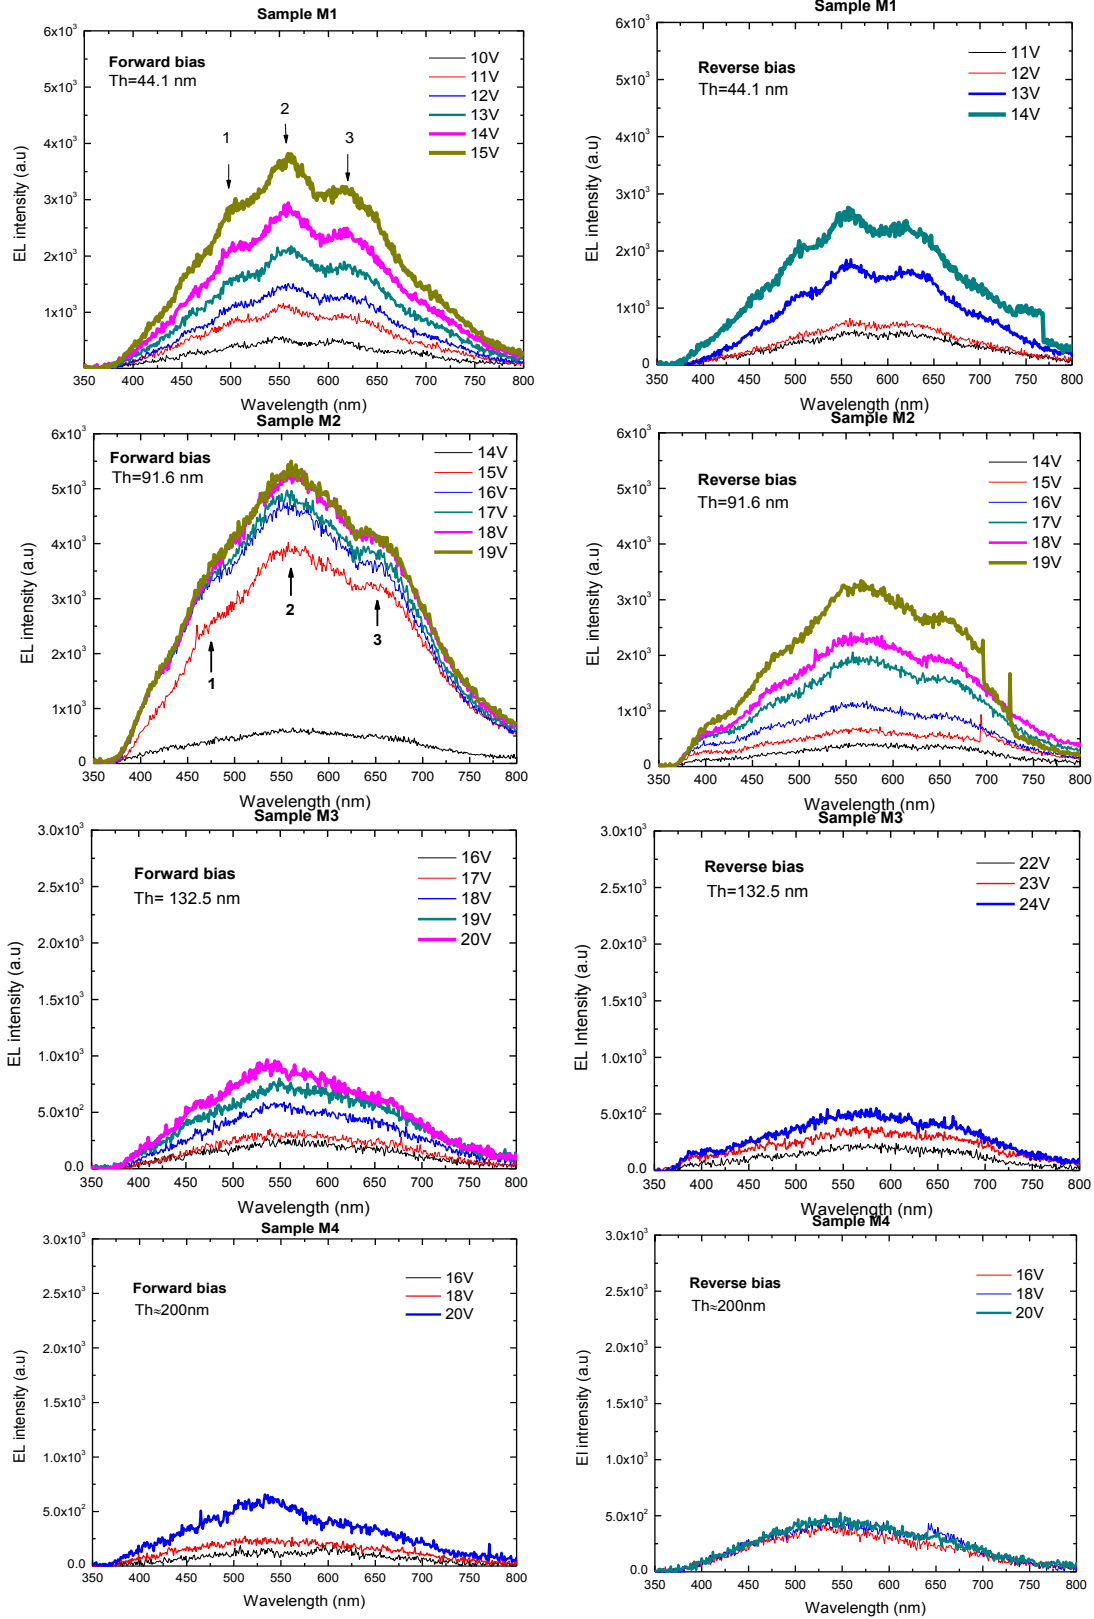 Sample M1
6x10³
5x10³
4x10³
3x10³
2x10³
1x10³
EL intensity (a.u)
Forward bias
Th=44.1 nm
1
2
3
10V
11V
12V
13V
14V
15V
350 400 450 500 550 600 650 700 750 800
Wavelength (nm)
Sample M1
6x10³
5x10³
4x10³
3x10³
2x10³
1x10³
0
EL intensity (a.u)
Reverse bias
Th=44.1 nm
11V
12V
13V
14V
350 400 450 500 550 600 650 700 750 800
Wavelength (nm)
Sample M2
6x10³
5x10³
4x10³
3x10³
2x10³
1x10³
0
EL intensity (a.u)
Forward bias
Th=91.6 nm
14V
15V
16V
17V
18V
19V
1
2
3
350 400 450 500 550 600 650 700 750 800
Wavelength (nm)
6x10³
5x10³
4x10³
3x10³
2x10³
1x10³
0
EL intensity (a.u)
Reverse bias
Th=91.6 nm
14V
15V
16V
17V
18V
19V
350 400 450 500 550 600 650 700 750 800
Wavelength (nm)
Sample M3
3.0x10³
2.5x10³
2.0x10³
1.5x10³
1.0x10³
5.0x10²
0.0
EL intensity (a.u)
Forward bias
Th= 132.5 nm
16V
17V
18V
19V
20V
350 400 450 500 550 600 650 700 750 800
Wavelength (nm)
Sample M3
3.0x10³
2.5x10³
2.0x10³
1.5x10³
1.0x10³
5.0x10²
0.0
EL Intensity (a.u)
Reverse bias
Th=132.5 nm
22V
23V
24V
350 400 450 500 550 600 650 700 750 800
Wavelength (nm)
Sample M4
3.0x10³
2.5x10³
2.0x10³
1.5x10³
1.0x10³
5.0x10²
0.0
EL intensity (a.u)
Forward bias
Th≈200nm
16V
18V
20V
350 400 450 500 550 600 650 700 750 800
Wavelength (nm)
Sample M4
3.0x10³
2.5x10³
2.0x10³
1.5x10³
1.0x10³
5.0x10²
0.0
El intrensity (a.u)
Reverse bias
Th≈200nm
16V
18V
20V
350 400 450 500 550 600 650 700 750 800
Wavelength (nm)